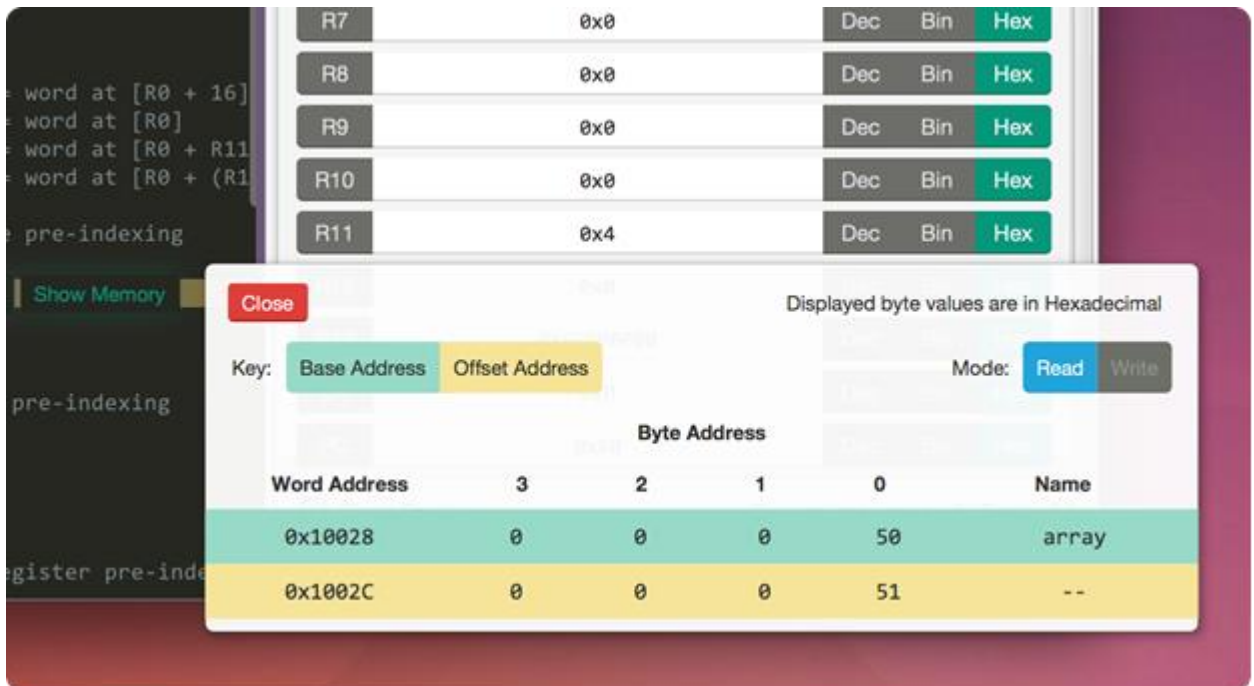 = word at [R0 + 16]
= word at [R0]
= word at [R0 + R11
= word at [R0 + (R1
pre-indexing
Show Memory
pre-indexing
register pre-inde
R7 0x0 Dec Bin Hex
R8 0x0 Dec Bin Hex
R9 0x0 Dec Bin Hex
R10 0x0 Dec Bin Hex
R11 0x4 Dec Bin Hex
Close Displayed byte values are in Hexadecimal
Key: Base Address Offset Address Mode: Read Write
Byte Address
Word Address 3 2 1 0 Name
0x10028 0 0 0 50 array
0x1002C 0 0 0 51 --